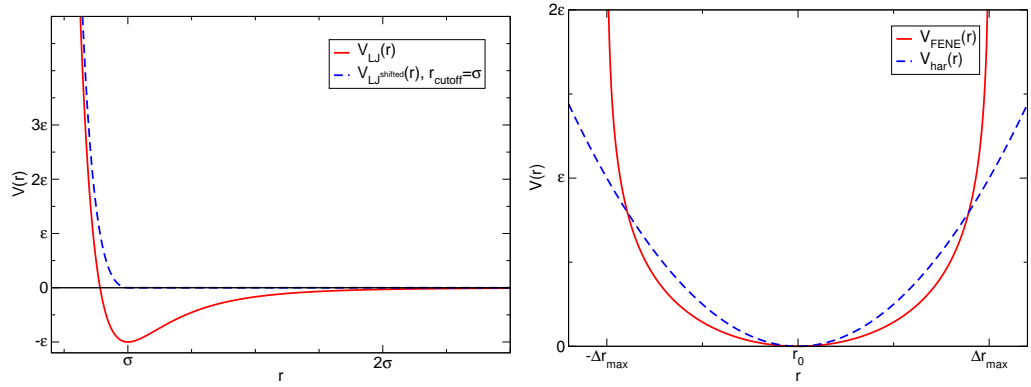 V_LJ(r)
V_LJ^shifted(r), r_cutoff=σ
3ε
2ε
ε
0
-ε
V(r)
σ
2σ
r
V_FENE(r)
V_har(r)
2ε
ε
0
V(r)
-Δr_max
r_0
Δr_max
r